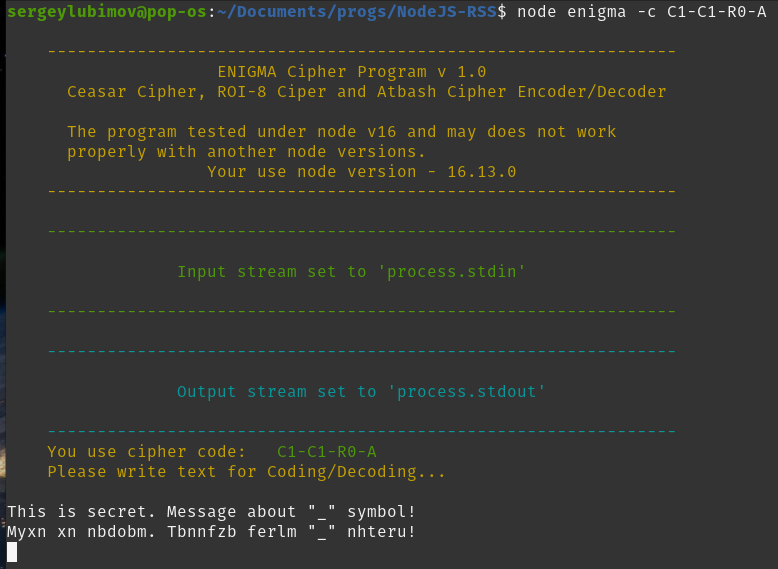 sergeylubimov@pop-os:~/Documents/progs/NodeJS-RSS$ node enigma -c C1-C1-R0-A
---------------------------------------------------------------
ENIGMA Cipher Program v 1.0
Ceasar Cipher, ROI-8 Ciper and Atbash Cipher Encoder/Decoder
The program tested under node v16 and may does not work
properly with another node versions.
Your use node version - 16.13.0
---------------------------------------------------------------
---------------------------------------------------------------
Input stream set to 'process.stdin'
---------------------------------------------------------------
---------------------------------------------------------------
Output stream set to 'process.stdout'
---------------------------------------------------------------
You use cipher code:   C1-C1-R0-A
Please write text for Coding/Decoding...
This is secret. Message about "_" symbol!
Myxn xn nbdobm. Tbnnfzb ferlm "_" nhteru!